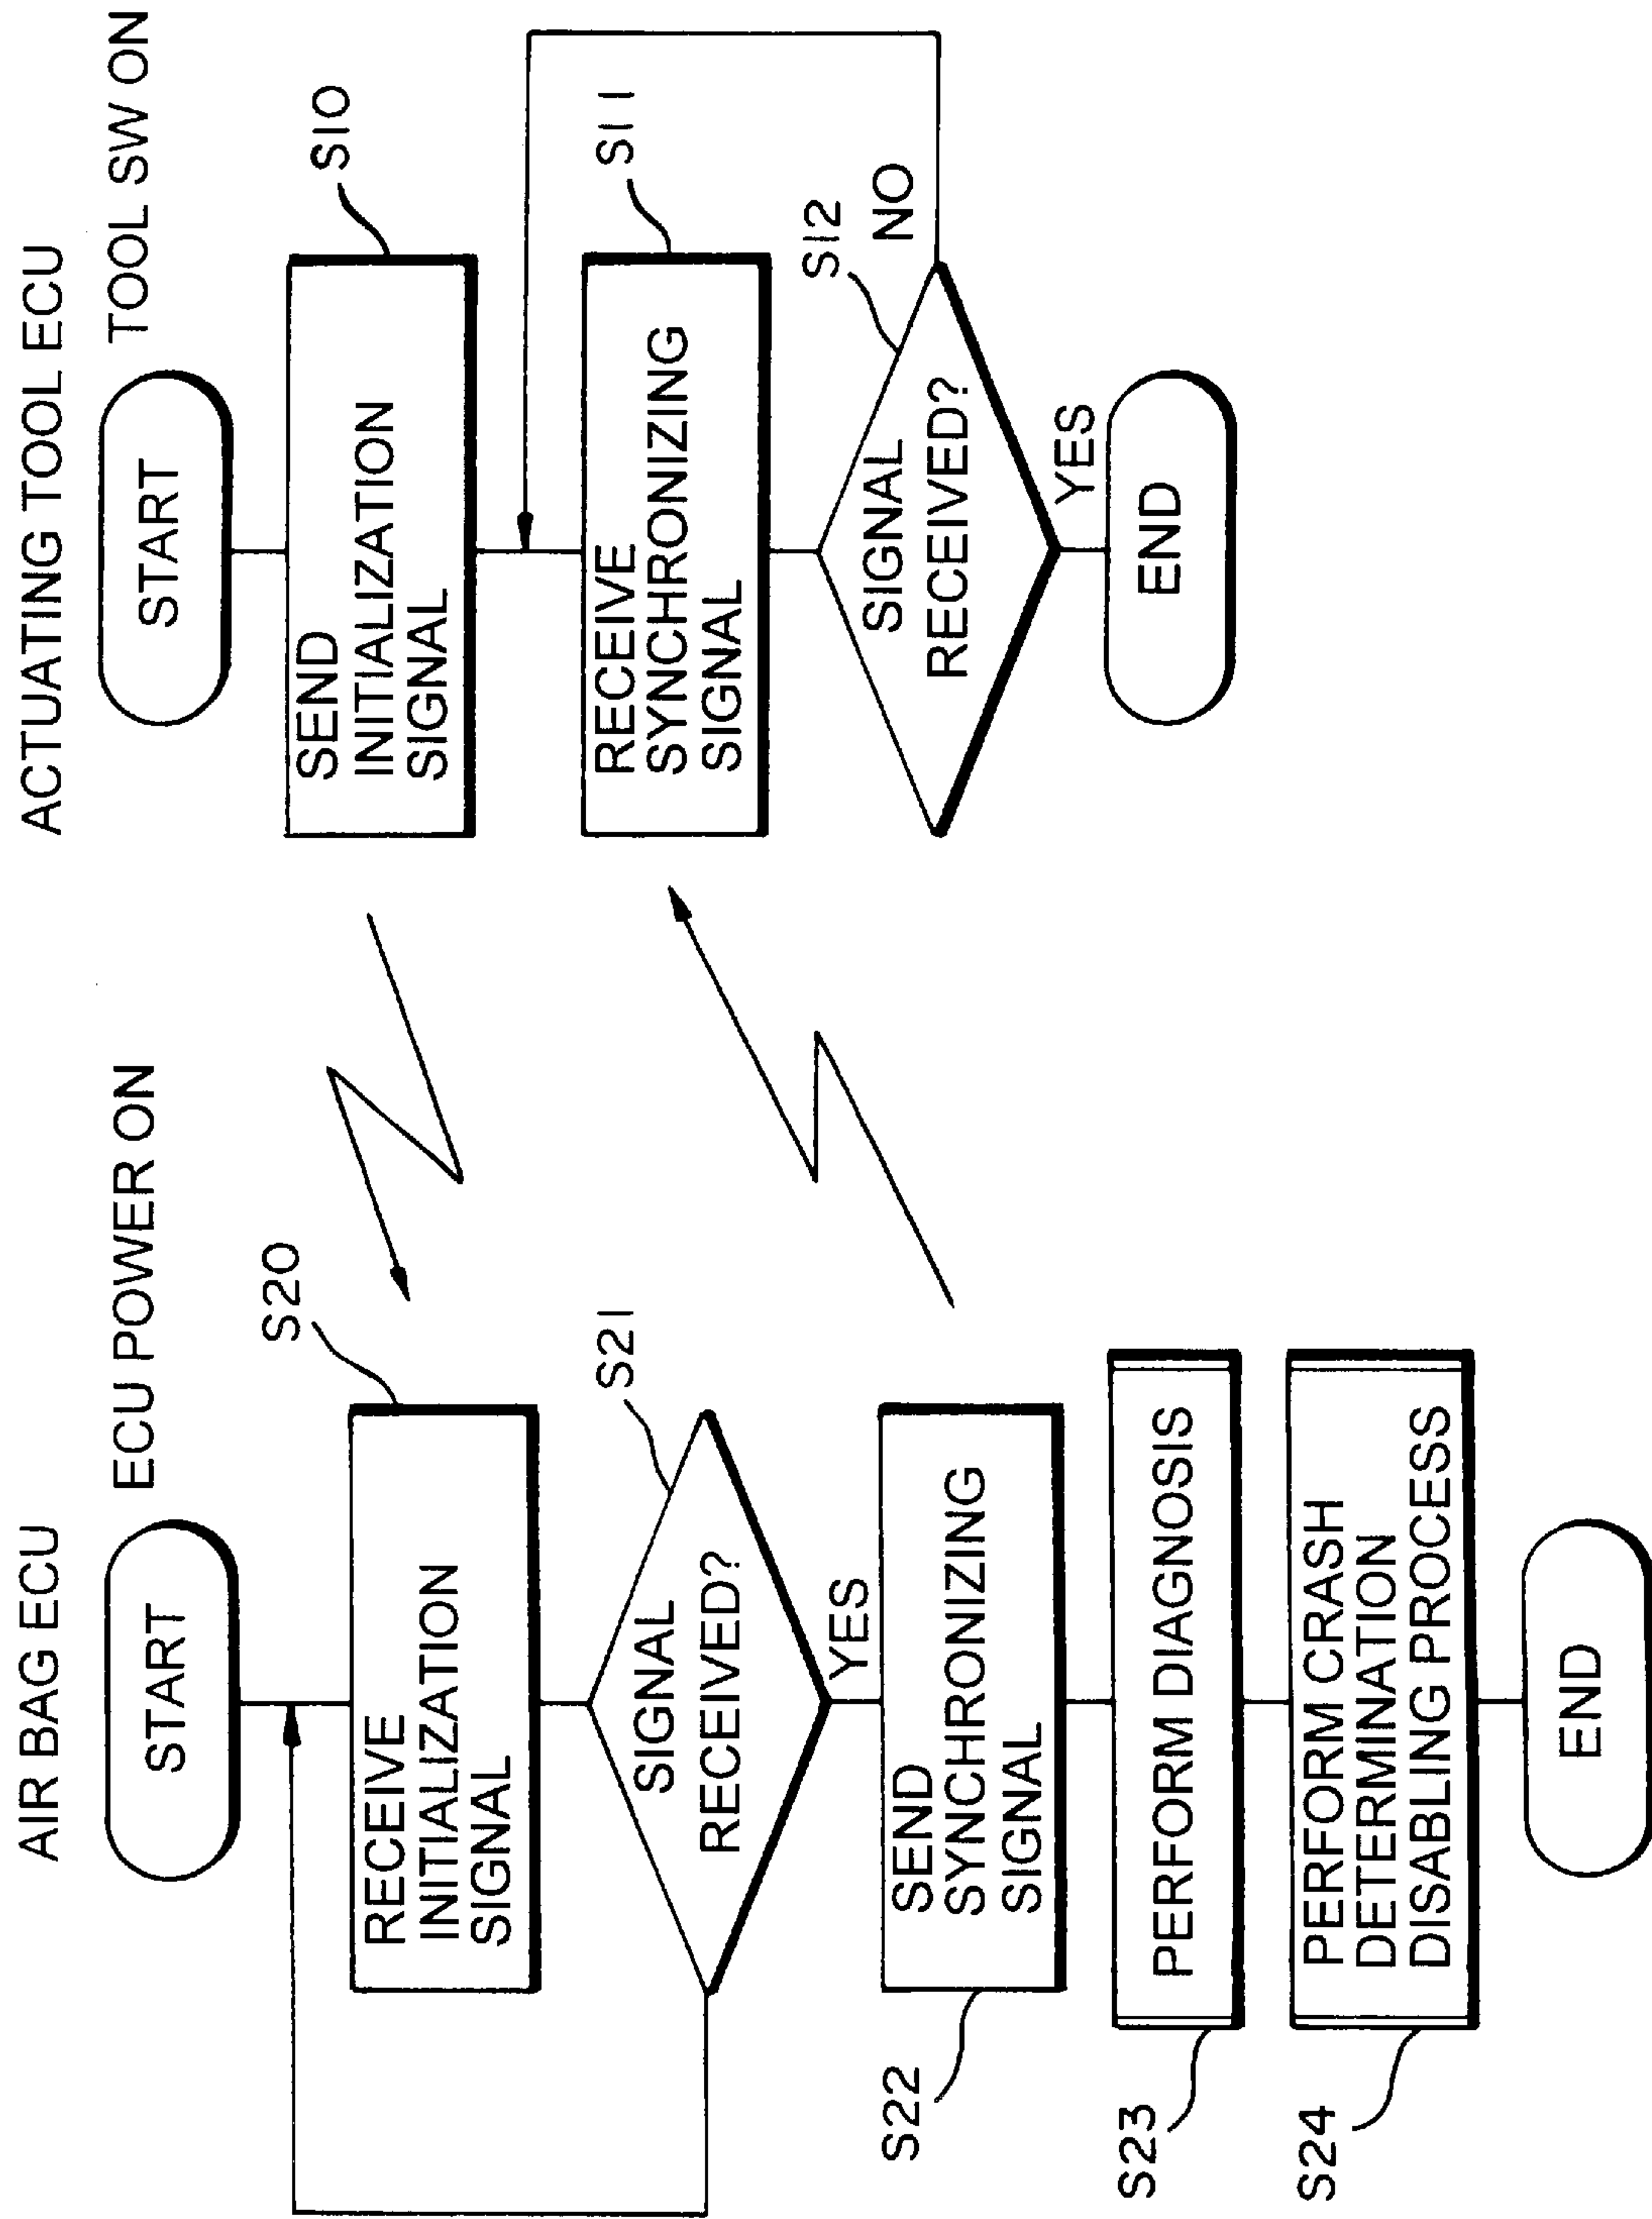 AIR BAG ECU
ECU POWER ON
START
S20
RECEIVE
INITIALIZATION
SIGNAL
S21
SIGNAL
RECEIVED?
YES
S22
SEND
SYNCHRONIZING
SIGNAL
S23
PERFORM DIAGNOSIS
S24
PERFORM CRASH
DETERMINATION
DISABLING PROCESS
END
ACTUATING TOOL ECU
TOOL SW ON
START
S10
SEND
INITIALIZATION
SIGNAL
S11
RECEIVE
SYNCHRONIZING
SIGNAL
S12
NO
SIGNAL
RECEIVED?
YES
END